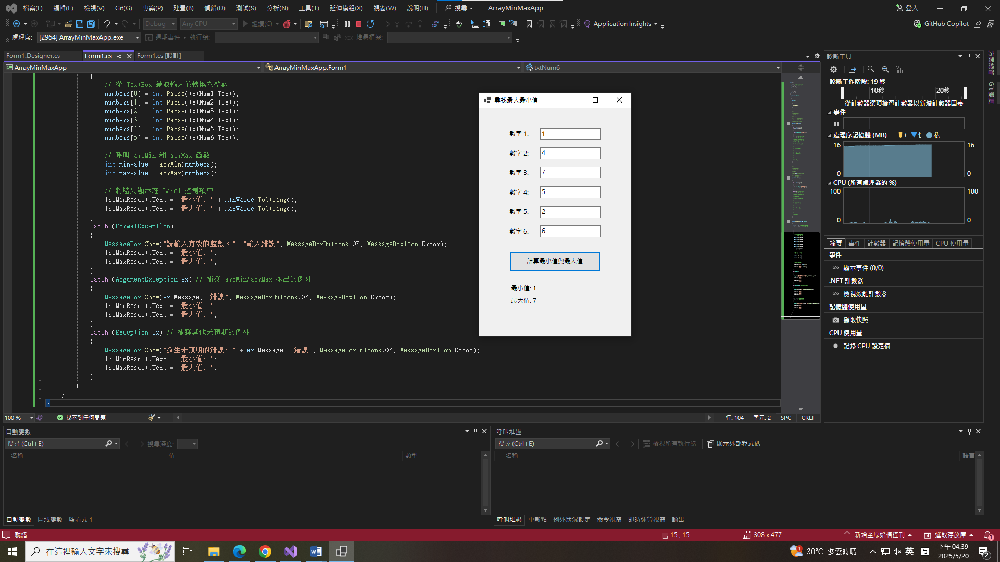 檔案(F) 編輯(E) 檢視(V) Git(G) 專案(P) 建置(B) 偵錯(D) 測試(S) 分析(N) 工具(T) 延伸模組(X) 視窗(W) 說明(H) 搜尋 ArrayMinMaxApp 登入
Debug Any CPU 繼續(C) Application Insights GitHub Copilot
處理序: [2964] ArrayMinMaxApp.exe 週期事件 執行緒: 堆疊框架:
Form1.Designer.cs Form1.cs Form1.cs [設計]
ArrayMinMaxApp ArrayMinMaxApp.Form1 txtNum6
{
// 從 TextBox 獲取輸入並轉換為整數
numbers[0] = int.Parse(txtNum1.Text);
numbers[1] = int.Parse(txtNum2.Text);
numbers[2] = int.Parse(txtNum3.Text);
numbers[3] = int.Parse(txtNum4.Text);
numbers[4] = int.Parse(txtNum5.Text);
numbers[5] = int.Parse(txtNum6.Text);
// 呼叫 arrMin 和 arrMax 函數
int minValue = arrMin(numbers);
int maxValue = arrMax(numbers);
// 將結果顯示在 Label 控制項中
lblMinResult.Text = "最小值: " + minValue.ToString();
lblMaxResult.Text = "最大值: " + maxValue.ToString();
}
catch (FormatException)
{
MessageBox.Show("請輸入有效的整數。", "輸入錯誤", MessageBoxButtons.OK, MessageBoxIcon.Error);
lblMinResult.Text = "最小值: ";
lblMaxResult.Text = "最大值: ";
}
catch (ArgumentException ex) // 捕獲 arrMin/arrMax 拋出的例外
{
MessageBox.Show(ex.Message, "錯誤", MessageBoxButtons.OK, MessageBoxIcon.Error);
lblMinResult.Text = "最小值: ";
lblMaxResult.Text = "最大值: ";
}
catch (Exception ex) // 捕獲其他未預期的例外
{
MessageBox.Show("發生未預期的錯誤: " + ex.Message, "錯誤", MessageBoxButtons.OK, MessageBoxIcon.Error);
lblMinResult.Text = "最小值: ";
lblMaxResult.Text = "最大值: ";
}
}
}
}
尋找最大最小值
數字 1: 1
數字 2: 4
數字 3: 7
數字 4: 5
數字 5: 2
數字 6: 6
計算最小值與最大值
最小值: 1
最大值: 7
診斷工具
診斷工作階段: 19 秒
10秒 20秒
從計數器選項檢查計數器以新增計數器圖表
事件
處理序記憶體 (MB) 私...
16 16
0 0
CPU (所有處理器的 %)
100 100
0 0
摘要 事件 計數器 記憶體使用量 CPU 使用量
事件
顯示事件 (0/0)
.NET 計數器
檢視效能計數器
記憶體使用量
擷取快照
CPU 使用量
記錄 CPU 設定檔
方案總管
Git 變更
100 % 找不到任何問題 行: 104 字元: 2 SPC CRLF
自動變數
搜尋 (Ctrl+E) 搜尋深度:
名稱 值 類型
自動變數 區域變數 監看式 1
呼叫堆疊
搜尋 (Ctrl+E) 檢視所有執行緒 顯示外部程式碼
名稱 語言
呼叫堆疊 中斷點 例外狀況設定 命令視窗 即時運算視窗 輸出
就緒 15 , 15 308 x 477 新增至原始檔控制 選取存放庫 1
在這裡輸入文字來搜尋 1 30°C 多雲時晴 英 下午 04:39
2025/5/20 2